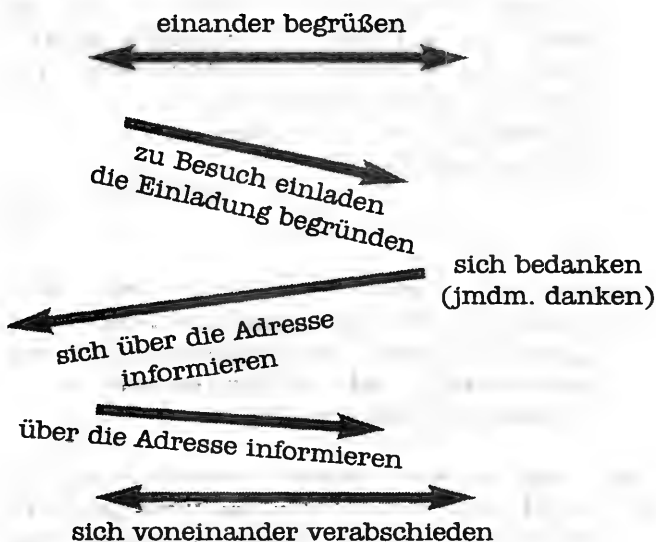 einander begrüßen
zu Besuch einladen
die Einladung begründen
sich bedanken
(jmdm. danken)
sich über die Adresse
informieren
über die Adresse informieren
sich voneinander verabschieden